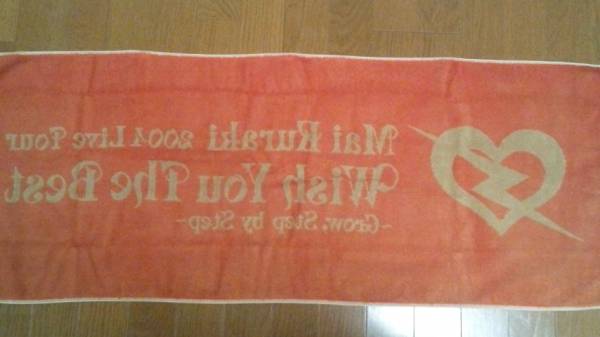 Mai Kuraki 2004 Live Tour
Wish You The Best
~Grow, Step by Step~